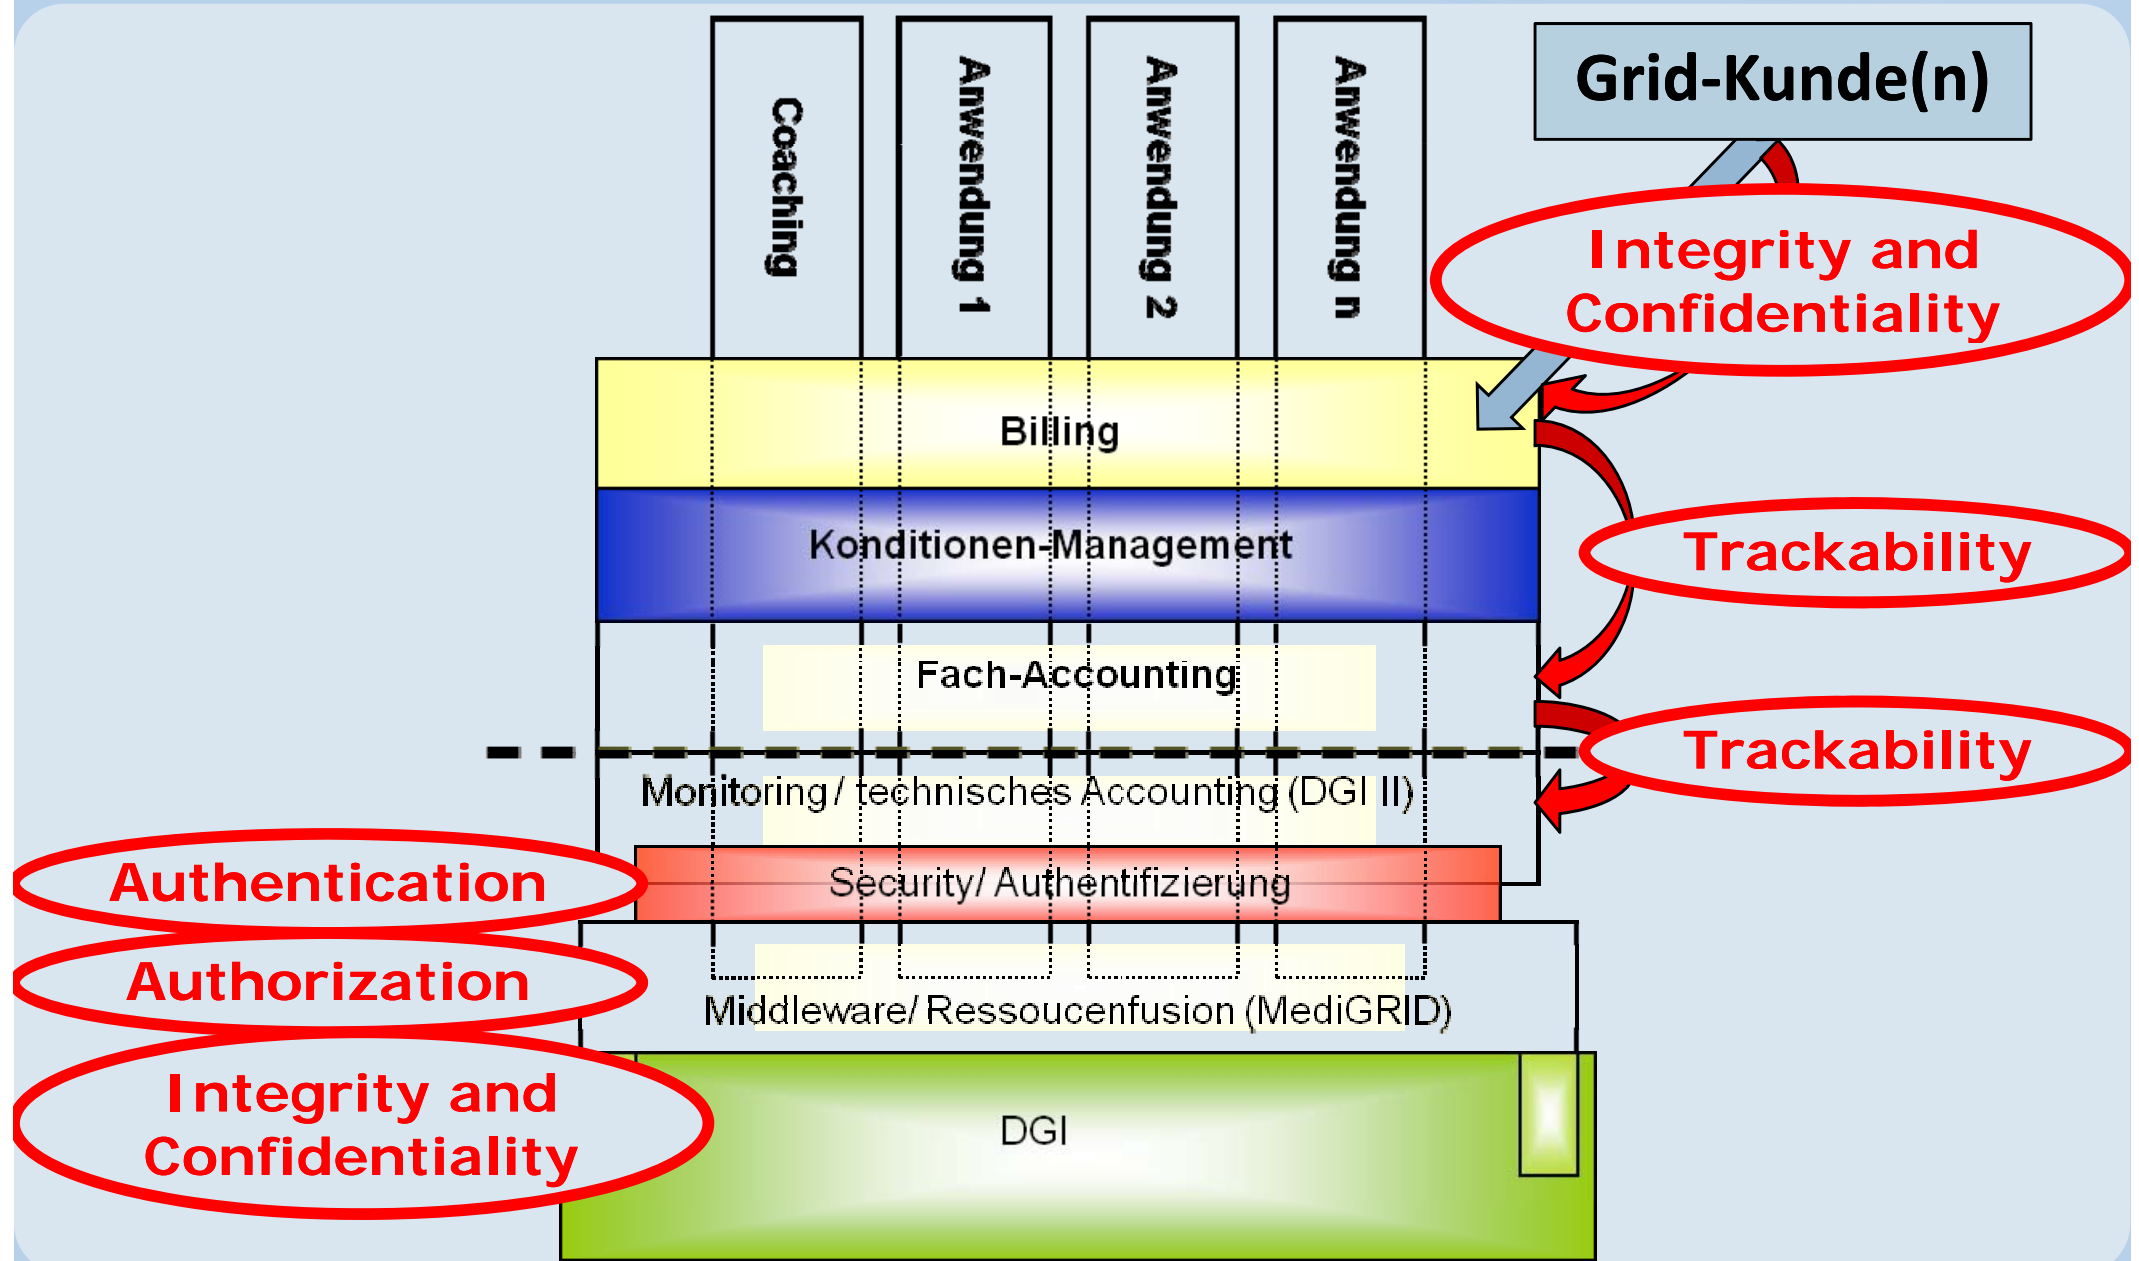 Coaching
Anwendung 1
Anwendung 2
Anwendung n
Grid-Kunde(n)
Integrity and
Confidentiality
Billing
Konditionen-Management
Trackability
Fach-Accounting
Trackability
Monitoring / technisches Accounting (DGI II)
Authentication
Security/ Authentifizierung
Authorization
Middleware/ Ressoucenfusion (MediGRID)
Integrity and
Confidentiality
DGI